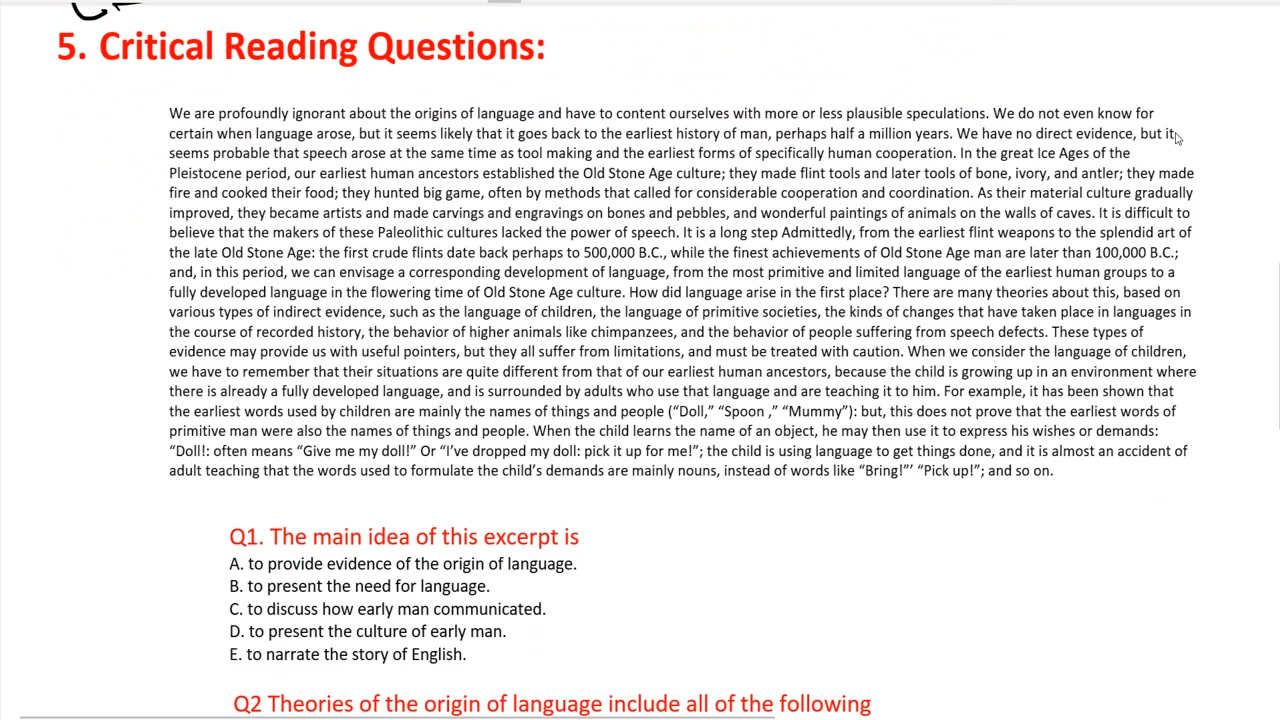 5. Critical Reading Questions:
We are profoundly ignorant about the origins of language and have to content ourselves with more or less plausible speculations. We do not even know for
certain when language arose, but it seems likely that it goes back to the earliest history of man, perhaps half a million years. We have no direct evidence, but it
seems probable that speech arose at the same time as tool making and the earliest forms of specifically human cooperation. In the great Ice Ages of the
Pleistocene period, our earliest human ancestors established the Old Stone Age culture; they made flint tools and later tools of bone, ivory, and antler; they made
fire and cooked their food; they hunted big game, often by methods that called for considerable cooperation and coordination. As their material culture gradually
improved, they became artists and made carvings and engravings on bones and pebbles, and wonderful paintings of animals on the walls of caves. It is difficult to
believe that the makers of these Paleolithic cultures lacked the power of speech. It is a long step Admittedly, from the earliest flint weapons to the splendid art of
the late Old Stone Age: the first crude flints date back perhaps to 500,000 B.C., while the finest achievements of Old Stone Age man are later than 100,000 B.C.;
and, in this period, we can envisage a corresponding development of language, from the most primitive and limited language of the earliest human groups to a
fully developed language in the flowering time of Old Stone Age culture. How did language arise in the first place? There are many theories about this, based on
various types of indirect evidence, such as the language of children, the language of primitive societies, the kinds of changes that have taken place in languages in
the course of recorded history, the behavior of higher animals like chimpanzees, and the behavior of people suffering from speech defects. These types of
evidence may provide us with useful pointers, but they all suffer from limitations, and must be treated with caution. When we consider the language of children,
we have to remember that their situations are quite different from that of our earliest human ancestors, because the child is growing up in an environment where
there is already a fully developed language, and is surrounded by adults who use that language and are teaching it to him. For example, it has been shown that
the earliest words used by children are mainly the names of things and people (“Doll,” “Spoon ,” “Mummy”): but, this does not prove that the earliest words of
primitive man were also the names of things and people. When the child learns the name of an object, he may then use it to express his wishes or demands:
“Doll!: often means “Give me my doll!” Or “I’ve dropped my doll: pick it up for me!”; the child is using language to get things done, and it is almost an accident of
adult teaching that the words used to formulate the child’s demands are mainly nouns, instead of words like “Bring!”’ “Pick up!”; and so on.
Q1. The main idea of this excerpt is
A. to provide evidence of the origin of language.
B. to present the need for language.
C. to discuss how early man communicated.
D. to present the culture of early man.
E. to narrate the story of English.
Q2 Theories of the origin of language include all of the following